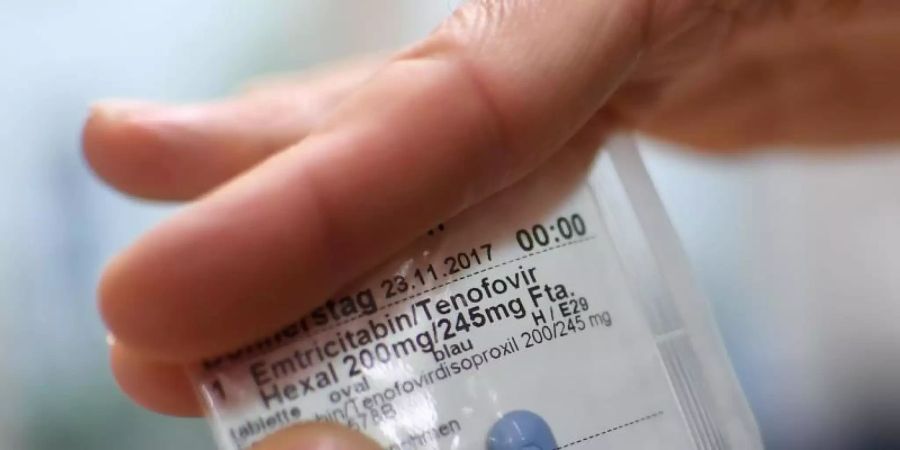 23.11.2017 00:00
1 Emtricitabin/Tenofovir
Hexal 200mg/245mg Fta.
tablette oval blau H / E29
/Tenofovirdisoproxil 200/245 mg